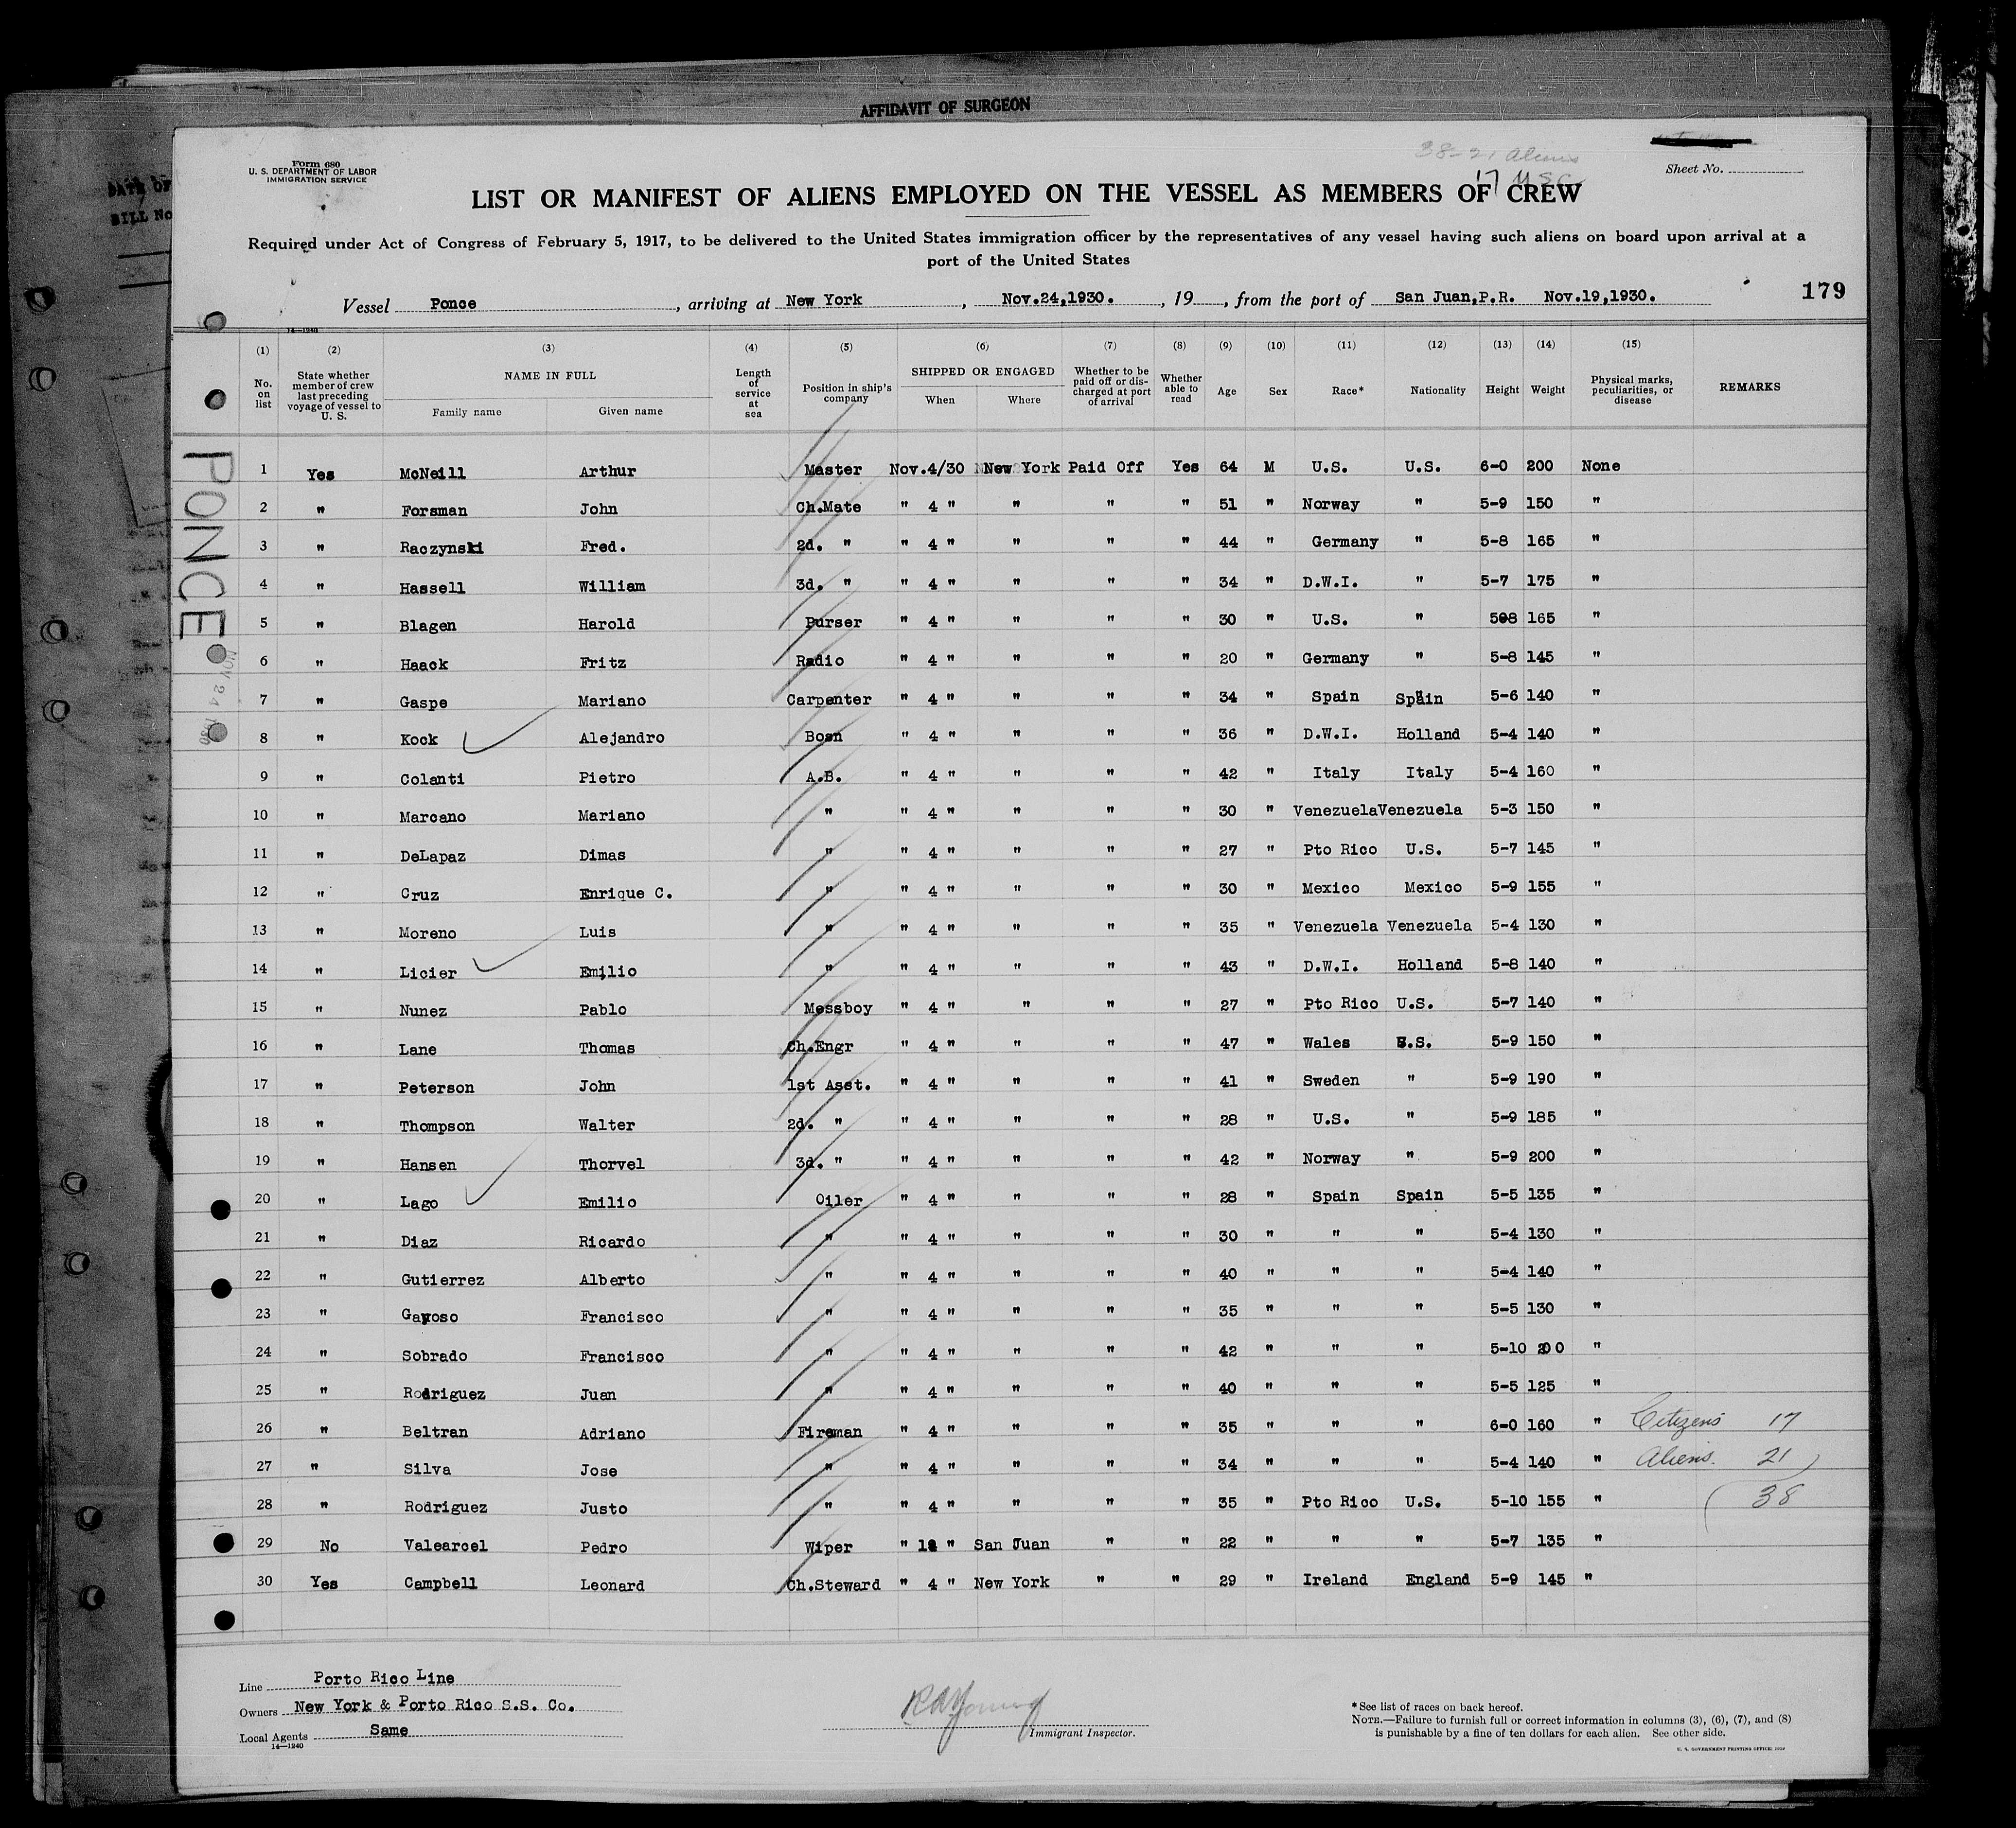 AFFIDAVIT OF SURGEON
DATE OF
BILL No
Form 680
U. S. DEPARTMENT OF LABOR
IMMIGRATION SERVICE
38-21 Aliens
17 USC
Sheet No.
LIST OR MANIFEST OF ALIENS EMPLOYED ON THE VESSEL AS MEMBERS OF CREW
Required under Act of Congress of February 5, 1917, to be delivered to the United States immigration officer by the representatives of any vessel having such aliens on board upon arrival at a
port of the United States
Vessel Ponce, arriving at New York, Nov.24,1930., 19, from the port of San Juan,P.R. Nov.19,1930. 179
14—1240
(1) (2) (3) (4) (5) (6) (7) (8) (9) (10) (11) (12) (13) (14) (15)
No. on list State whether member of crew last preceding voyage of vessel to U. S. NAME IN FULL Family name Given name Length of service at sea Position in ship's company SHIPPED OR ENGAGED When Where Whether to be paid off or discharged at port of arrival Whether able to read Age Sex Race* Nationality Height Weight Physical marks, peculiarities, or disease REMARKS
PONCE
NOV 24 1930
1 Yes McNeill Arthur Master Nov.4/30 New York Paid Off Yes 64 M U.S. U.S. 6-0 200 None
2 " Forsman John Ch.Mate " 4 " " " " 51 " Norway " 5-9 150 "
3 " Raczynski Fred. 2d. " " 4 " " " " 44 " Germany " 5-8 165 "
4 " Hassell William 3d. " " 4 " " " " 34 " D.W.I. " 5-7 175 "
5 " Blagen Harold Purser " 4 " " " " 30 " U.S. " 5-8 165 "
6 " Haack Fritz Radio " 4 " " " " 20 " Germany " 5-8 145 "
7 " Gaspe Mariano Carpenter " 4 " " " " 34 " Spain Spain 5-6 140 "
8 " Kock Alejandro Bosn " 4 " " " " 36 " D.W.I. Holland 5-4 140 "
9 " Colanti Pietro A.B. " 4 " " " " 42 " Italy Italy 5-4 160 "
10 " Marcano Mariano " " 4 " " " " 30 " Venezuela Venezuela 5-3 150 "
11 " DeLapaz Dimas " " 4 " " " " 27 " Pto Rico U.S. 5-7 145 "
12 " Cruz Enrique C. " " 4 " " " " 30 " Mexico Mexico 5-9 155 "
13 " Moreno Luis " " 4 " " " " 35 " Venezuela Venezuela 5-4 130 "
14 " Licier Emilio " " 4 " " " " 43 " D.W.I. Holland 5-8 140 "
15 " Nunez Pablo Messboy " 4 " " " " 27 " Pto Rico U.S. 5-7 140 "
16 " Lane Thomas Ch.Engr " 4 " " " " 47 " Wales U.S. 5-9 150 "
17 " Peterson John 1st Asst. " 4 " " " " 41 " Sweden " 5-9 190 "
18 " Thompson Walter 2d. " " 4 " " " " 28 " U.S. " 5-9 185 "
19 " Hansen Thorvel 3d. " " 4 " " " " 42 " Norway " 5-9 200 "
20 " Lago Emilio Oiler " 4 " " " " 28 " Spain Spain 5-5 135 "
21 " Diaz Ricardo " " 4 " " " " 30 " " " 5-4 130 "
22 " Gutierrez Alberto " " 4 " " " " 40 " " " 5-4 140 "
23 " Gayoso Francisco " " 4 " " " " 35 " " " 5-5 130 "
24 " Sobrado Francisco " " 4 " " " " 42 " " " 5-10 200 "
25 " Rodriguez Juan " " 4 " " " " 40 " " " 5-5 125 "
26 " Beltran Adriano Fireman " 4 " " " " 35 " " " 6-0 160 " Citizens 17
27 " Silva Jose " " 4 " " " " 34 " " " 5-4 140 " Aliens. 21
28 " Rodriguez Justo " " 4 " " " " 35 " Pto Rico U.S. 5-10 155 " 38
29 No Valearcel Pedro Wiper " 18 " San Juan " " 22 " " " 5-7 135 "
30 Yes Campbell Leonard Ch.Steward " 4 " New York " " 29 " Ireland England 5-9 145 "
Line Porto Rico Line
Owners New York & Porto Rico S.S. Co.
Local Agents Same
14—1240
R A Young
Immigrant Inspector.
*See list of races on back hereof.
NOTE.—Failure to furnish full or correct information in columns (3), (6), (7), and (8)
is punishable by a fine of ten dollars for each alien. See other side.
U. S. GOVERNMENT PRINTING OFFICE: 1929